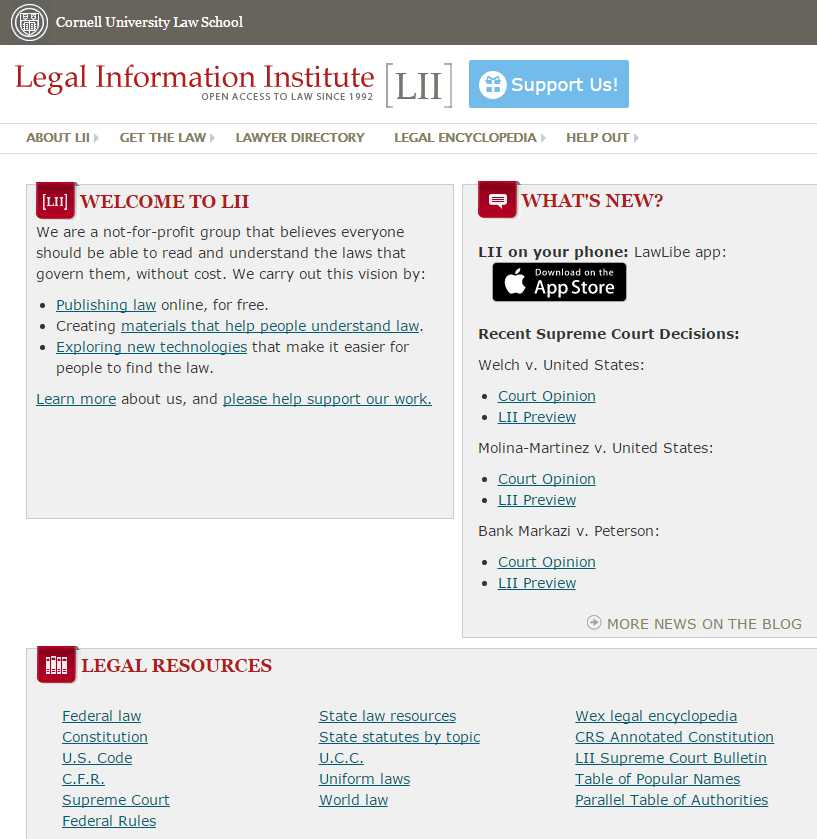 Cornell University Law School
Legal Information Institute [LII]
OPEN ACCESS TO LAW SINCE 1992
Support Us!
ABOUT LII GET THE LAW LAWYER DIRECTORY LEGAL ENCYCLOPEDIA HELP OUT
[LII] WELCOME TO LII
We are a not-for-profit group that believes everyone
should be able to read and understand the laws that
govern them, without cost. We carry out this vision by:
• Publishing law online, for free.
• Creating materials that help people understand law.
• Exploring new technologies that make it easier for
people to find the law.
Learn more about us, and please help support our work.
WHAT'S NEW?
LII on your phone: LawLibe app:
Download on the
App Store
Recent Supreme Court Decisions:
Welch v. United States:
• Court Opinion
• LII Preview
Molina-Martinez v. United States:
• Court Opinion
• LII Preview
Bank Markazi v. Peterson:
• Court Opinion
• LII Preview
MORE NEWS ON THE BLOG
LEGAL RESOURCES
Federal law
Constitution
U.S. Code
C.F.R.
Supreme Court
Federal Rules
State law resources
State statutes by topic
U.C.C.
Uniform laws
World law
Wex legal encyclopedia
CRS Annotated Constitution
LII Supreme Court Bulletin
Table of Popular Names
Parallel Table of Authorities